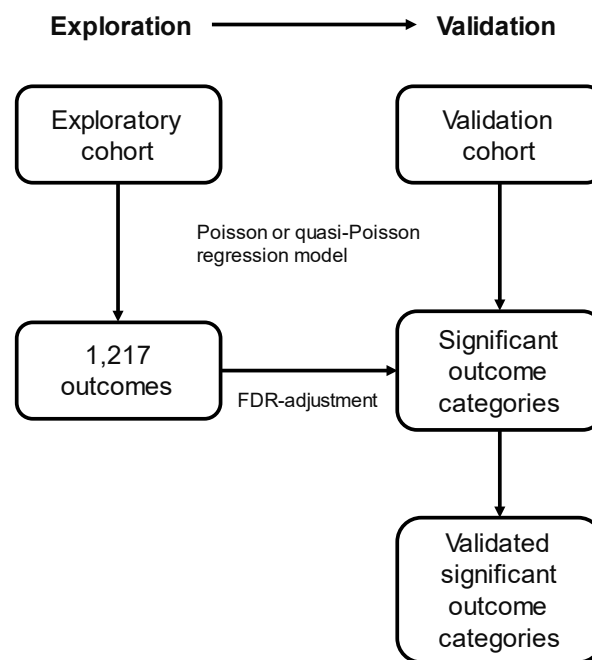 Exploration
Validation
Exploratory
cohort
Validation
cohort
Poisson or quasi-Poisson
regression model
1,217
outcomes
FDR-adjustment
Significant
outcome
categories
Validated
significant
outcome
categories